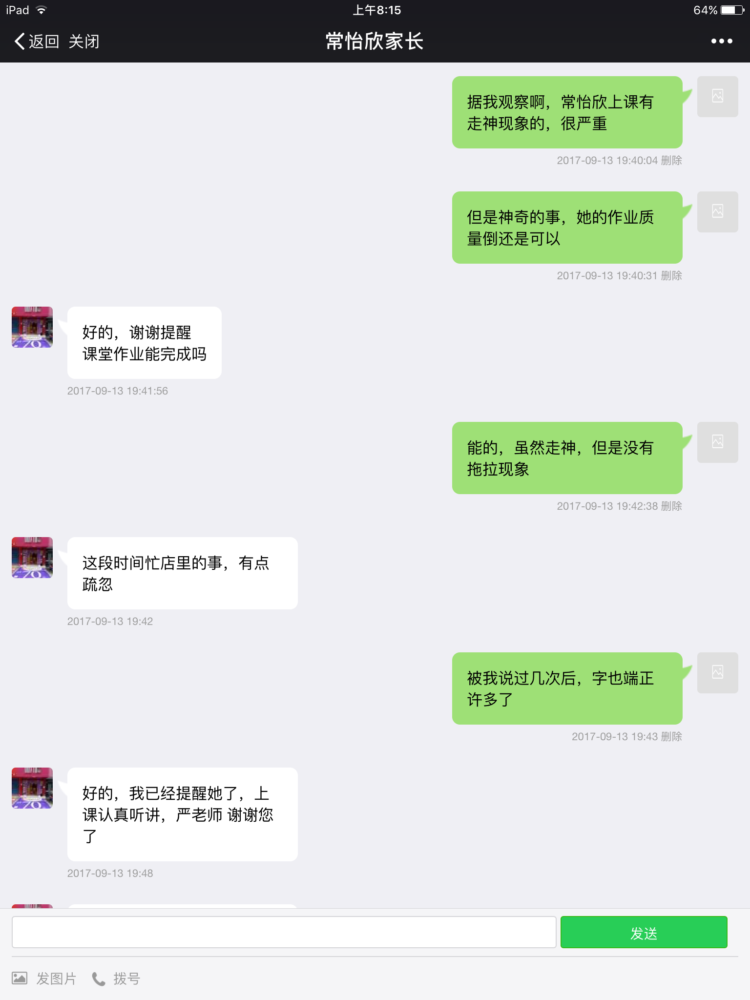 iPad
上午8:15
64%
返回 关闭
常怡欣家长
据我观察啊，常怡欣上课有
走神现象的，很严重
2017-09-13 19:40:04 删除
但是神奇的事，她的作业质
量倒还是可以
2017-09-13 19:40:31 删除
好的，谢谢提醒
课堂作业能完成吗
2017-09-13 19:41:56
能的，虽然走神，但是没有
拖拉现象
2017-09-13 19:42:38 删除
这段时间忙店里的事，有点
疏忽
2017-09-13 19:42
被我说过几次后，字也端正
许多了
2017-09-13 19:43 删除
好的，我已经提醒她了，上
课认真听讲，严老师 谢谢您
了
2017-09-13 19:48
发送
发图片
拨号